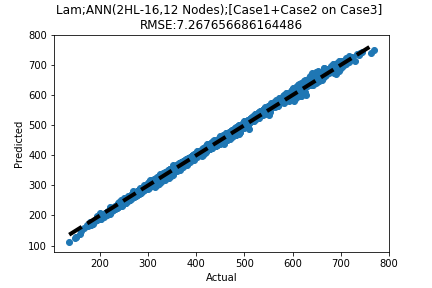 Lam;ANN(2HL-16,12 Nodes);[Case1+Case2 on Case3]
RMSE:7.267656686164486
800
700
600
500
400
300
200
100
Predicted
200 300 400 500 600 700 800
Actual